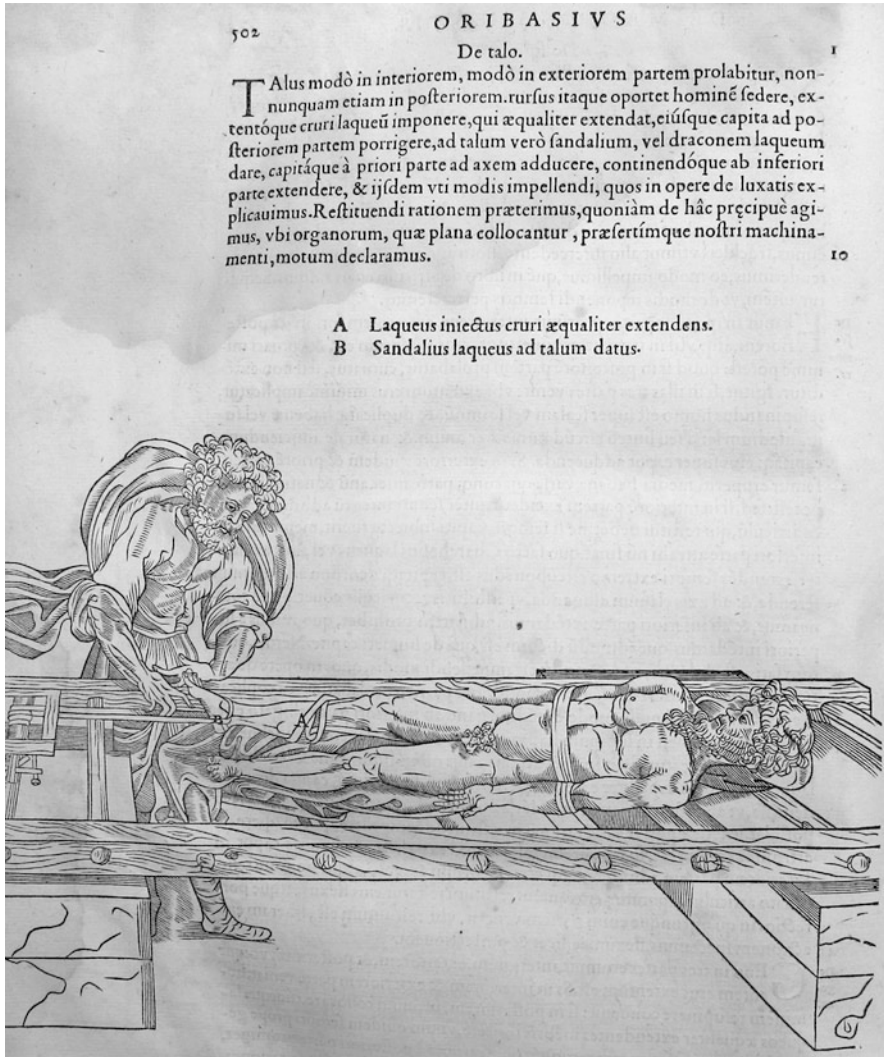 502
ORIBASIVS
De talo. 1
TAlus modò in interiorem, modò in exteriorem partem prolabitur, non-
nunquam etiam in posteriorem.rursus itaque oportet hominẽ sedere, ex-
tentóque cruri laqueũ imponere,qui æqualiter extendat,eiúsque capita ad po-
steriorem partem porrigere,ad talum verò sandalium, vel draconem laqueum
dare, capitáque à priori parte ad axem adducere, continendóque ab inferiori
parte extendere, & ijsdem vti modis impellendi, quos in opere de luxatis ex-
plicauimus.Restituendi rationem præterimus,quoniàm de hâc pręcipuè agi-
mus, vbi organorum, quæ plana collocantur, præsertímque nostri machina-
menti,motum declaramus. 10
A Laqueus iniectus cruri æqualiter extendens.
B Sandalius laqueus ad talum datus.
A